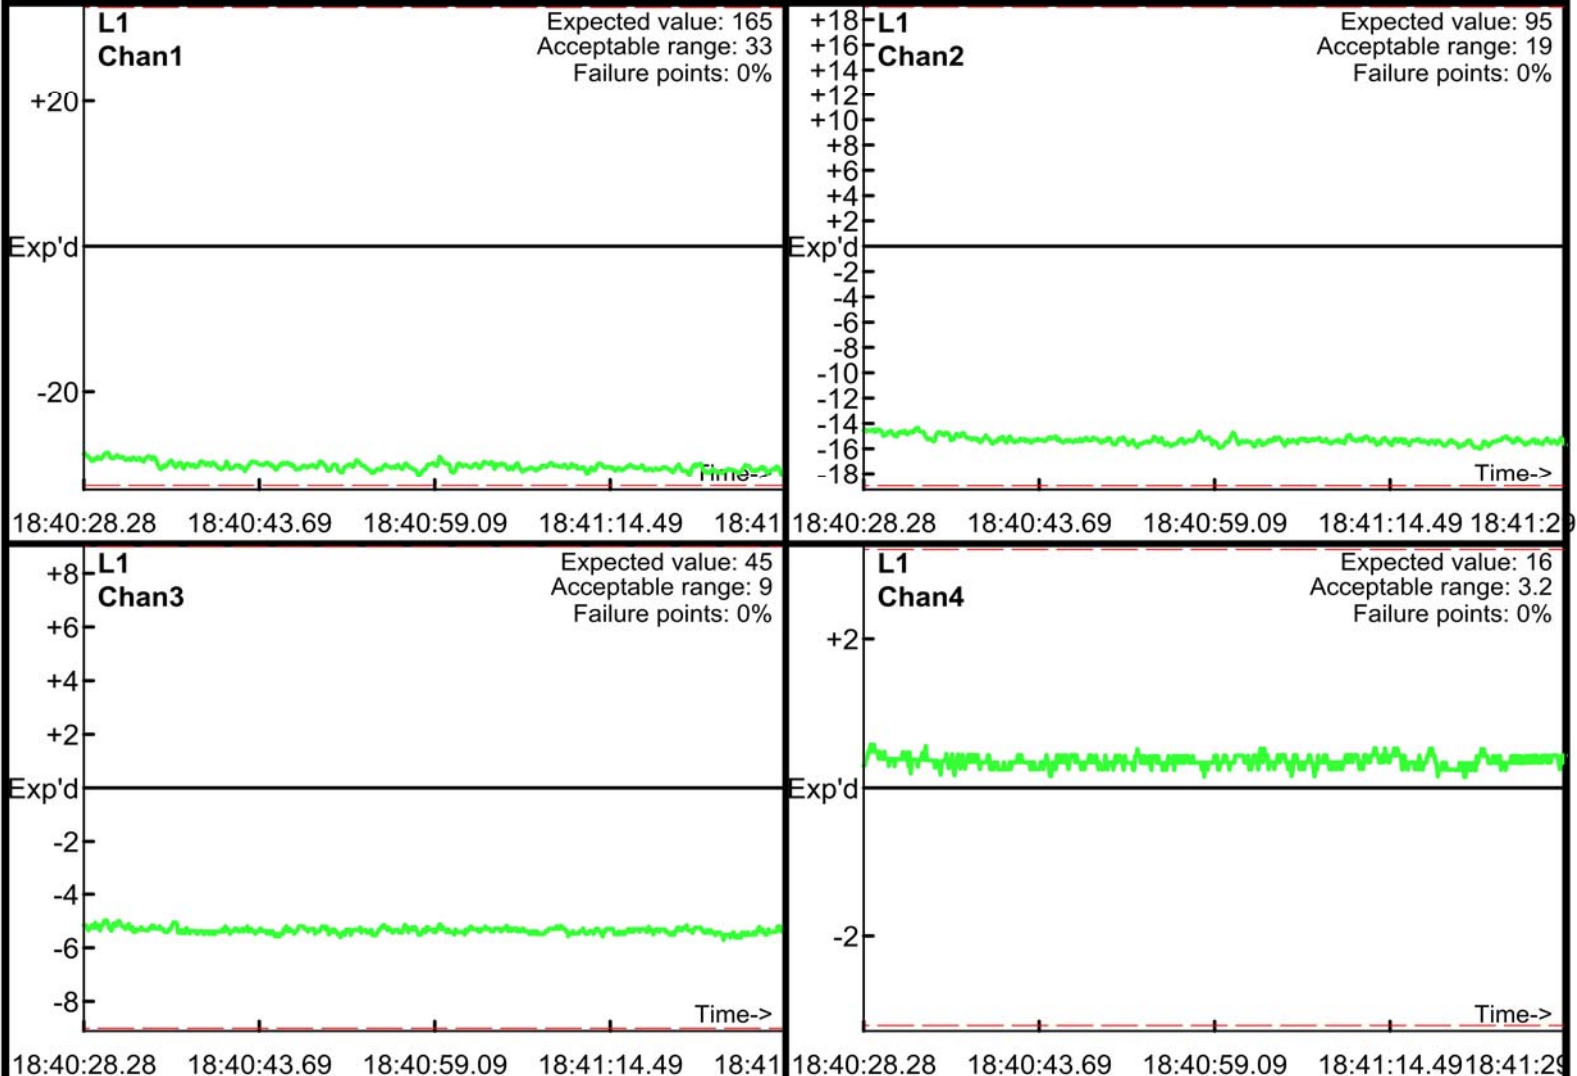 L1
Chan1
Expected value: 165
Acceptable range: 33
Failure points: 0%
+20
Exp'd
-20
Time->
18:40:28.28 18:40:43.69 18:40:59.09 18:41:14.49 18:41
L1
Chan2
Expected value: 95
Acceptable range: 19
Failure points: 0%
+18
+16
+14
+12
+10
+8
+6
+4
+2
Exp'd
-2
-4
-6
-8
-10
-12
-14
-16
-18
Time->
18:40:28.28 18:40:43.69 18:40:59.09 18:41:14.49 18:41:29
L1
Chan3
Expected value: 45
Acceptable range: 9
Failure points: 0%
+8
+6
+4
+2
Exp'd
-2
-4
-6
-8
Time->
18:40:28.28 18:40:43.69 18:40:59.09 18:41:14.49 18:41
L1
Chan4
Expected value: 16
Acceptable range: 3.2
Failure points: 0%
+2
Exp'd
-2
Time->
18:40:28.28 18:40:43.69 18:40:59.09 18:41:14.49 18:41:29